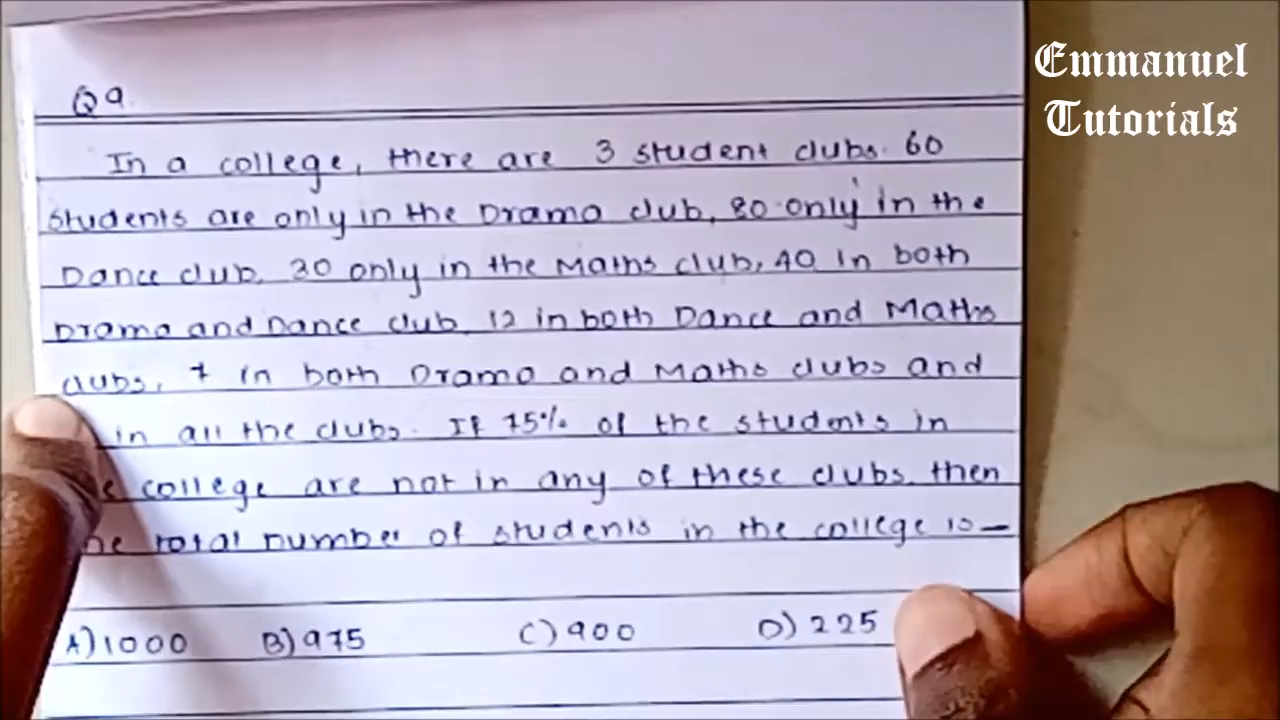 Emmanuel
Tutorials
Q9.
In a college, there are 3 student clubs. 60
students are only in the Drama club, 80 only in the
Dance club, 30 only in the Maths club, 40 in both
Drama and Dance club, 12 in both Dance and Maths
clubs, 7 in both Drama and Maths clubs and
in all the clubs. If 75% of the students in
college are not in any of these clubs, then
total number of students in the college is —
A) 1000 B) 975 C) 900 D) 225